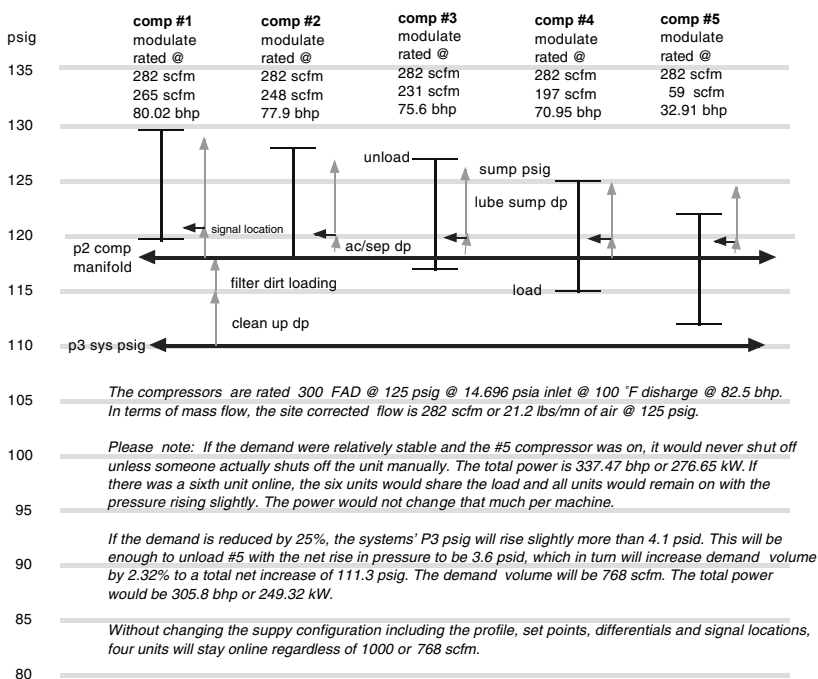 comp #1 comp #2 comp #3 comp #4 comp #5
psig modulate modulate modulate modulate modulate
rated @ rated @ rated @ rated @ rated @
135 282 scfm 282 scfm 282 scfm 282 scfm 282 scfm
265 scfm 248 scfm 231 scfm 197 scfm 59 scfm
80.02 bhp 77.9 bhp 75.6 bhp 70.95 bhp 32.91 bhp
130
unload
sump psig
125
lube sump dp
signal location
120
p2 comp
manifold
ac/sep dp
filter dirt loading
115
load
clean up dp
110 p3 sys psig
The compressors are rated 300 FAD @ 125 psig @ 14.696 psia inlet @ 100 ˚F disharge @ 82.5 bhp.
105
In terms of mass flow, the site corrected flow is 282 scfm or 21.2 lbs/mn of air @ 125 psig.
Please note: If the demand were relatively stable and the #5 compressor was on, it would never shut off
100
unless someone actually shuts off the unit manually. The total power is 337.47 bhp or 276.65 kW. If
there was a sixth unit online, the six units would share the load and all units would remain on with the
95
pressure rising slightly. The power would not change that much per machine.
If the demand is reduced by 25%, the systems' P3 psig will rise slightly more than 4.1 psid. This will be
90
enough to unload #5 with the net rise in pressure to be 3.6 psid, which in turn will increase demand volume
by 2.32% to a total net increase of 111.3 psig. The demand volume will be 768 scfm. The total power
would be 305.8 bhp or 249.32 kW.
85
Without changing the suppy configuration including the profile, set points, differentials and signal locations,
four units will stay online regardless of 1000 or 768 scfm.
80